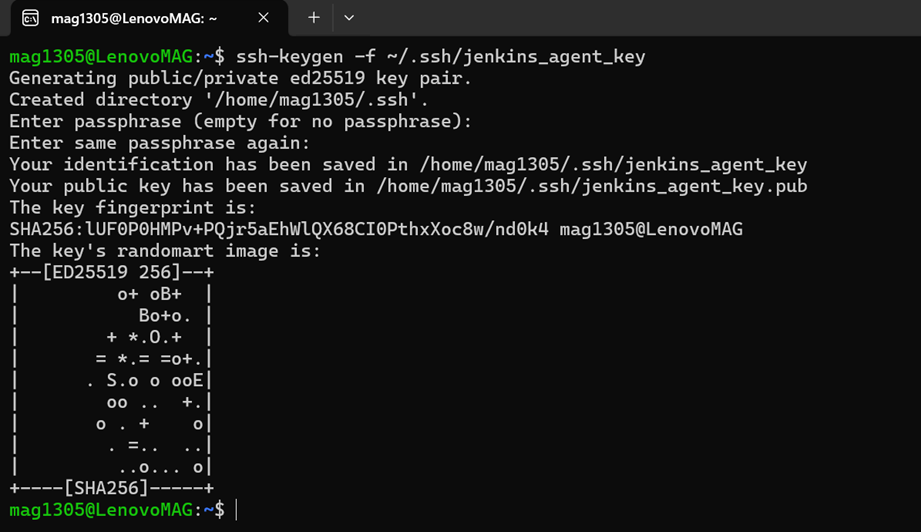 mag1305@LenovoMAG: ~
mag1305@LenovoMAG:~$ ssh-keygen -f ~/.ssh/jenkins_agent_key
Generating public/private ed25519 key pair.
Created directory '/home/mag1305/.ssh'.
Enter passphrase (empty for no passphrase):
Enter same passphrase again:
Your identification has been saved in /home/mag1305/.ssh/jenkins_agent_key
Your public key has been saved in /home/mag1305/.ssh/jenkins_agent_key.pub
The key fingerprint is:
SHA256:lUF0P0HMPv+PQjr5aEhWlQX68CI0PthxXoc8w/nd0k4 mag1305@LenovoMAG
The key's randomart image is:
+--[ED25519 256]--+
|         o+ oB+  |
|           Bo+o. |
|        + *.O.+  |
|       = *.= =o+.|
|      . S.o o ooE|
|        oo ..  +.|
|       o . +    o|
|        . =..  ..|
|         ..o... o|
+----[SHA256]-----+
mag1305@LenovoMAG:~$